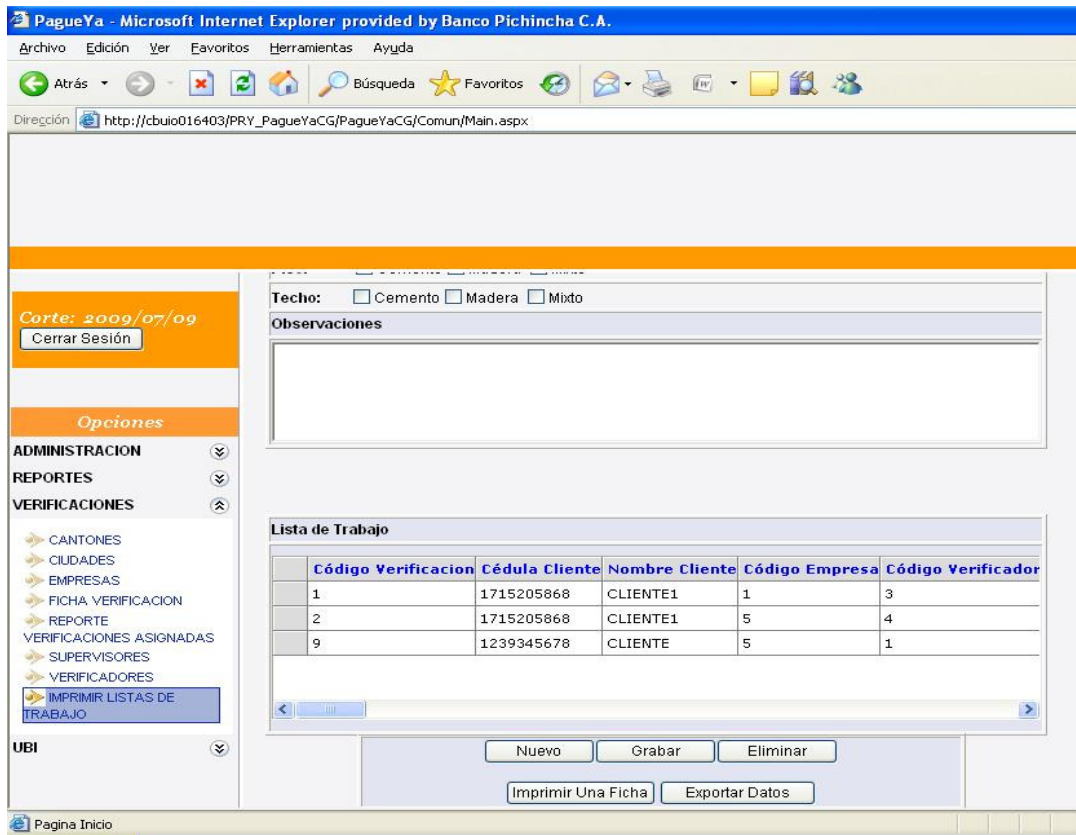 PagueYa - Microsoft Internet Explorer provided by Banco Pichincha C.A.
Archivo Edición Ver Favoritos Herramientas Ayuda
Atrás Búsqueda Favoritos
Dirección http://cbuio016403/PRY_PagueYaCG/PagueYaCG/Comun/Main.aspx
Corte: 2009/07/09
Cerrar Sesión
Opciones
ADMINISTRACION
REPORTES
VERIFICACIONES
CANTONES
CIUDADES
EMPRESAS
FICHA VERIFICACION
REPORTE
VERIFICACIONES ASIGNADAS
SUPERVISORES
VERIFICADORES
IMPRIMIR LISTAS DE
TRABAJO
UBI
Techo: Cemento Madera Mixto
Observaciones
Lista de Trabajo
Código Verificacion Cédula Cliente Nombre Cliente Código Empresa Código Verificador
1 1715205868 CLIENTE1 1 3
2 1715205868 CLIENTE1 5 4
9 1239345678 CLIENTE 5 1
Nuevo Grabar Eliminar
Imprimir Una Ficha Exportar Datos
Pagina Inicio